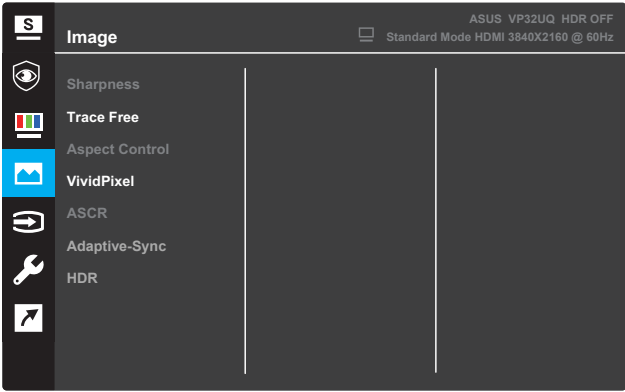 S
ASUS VP32UQ HDR OFF
Image
Standard Mode HDMI 3840X2160 @ 60Hz
Sharpness
Trace Free
Aspect Control
VividPixel
ASCR
Adaptive-Sync
HDR